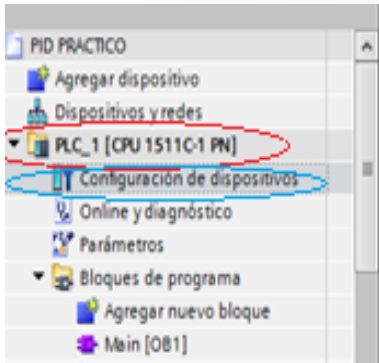 PID PRACTICO
Agregar dispositivo
Dispositivos y redes
PLC_1 [CPU 1511C-1 PN]
Configuración de dispositivos
Online y diagnóstico
Parámetros
Bloques de programa
Agregar nuevo bloque
Main [OB1]